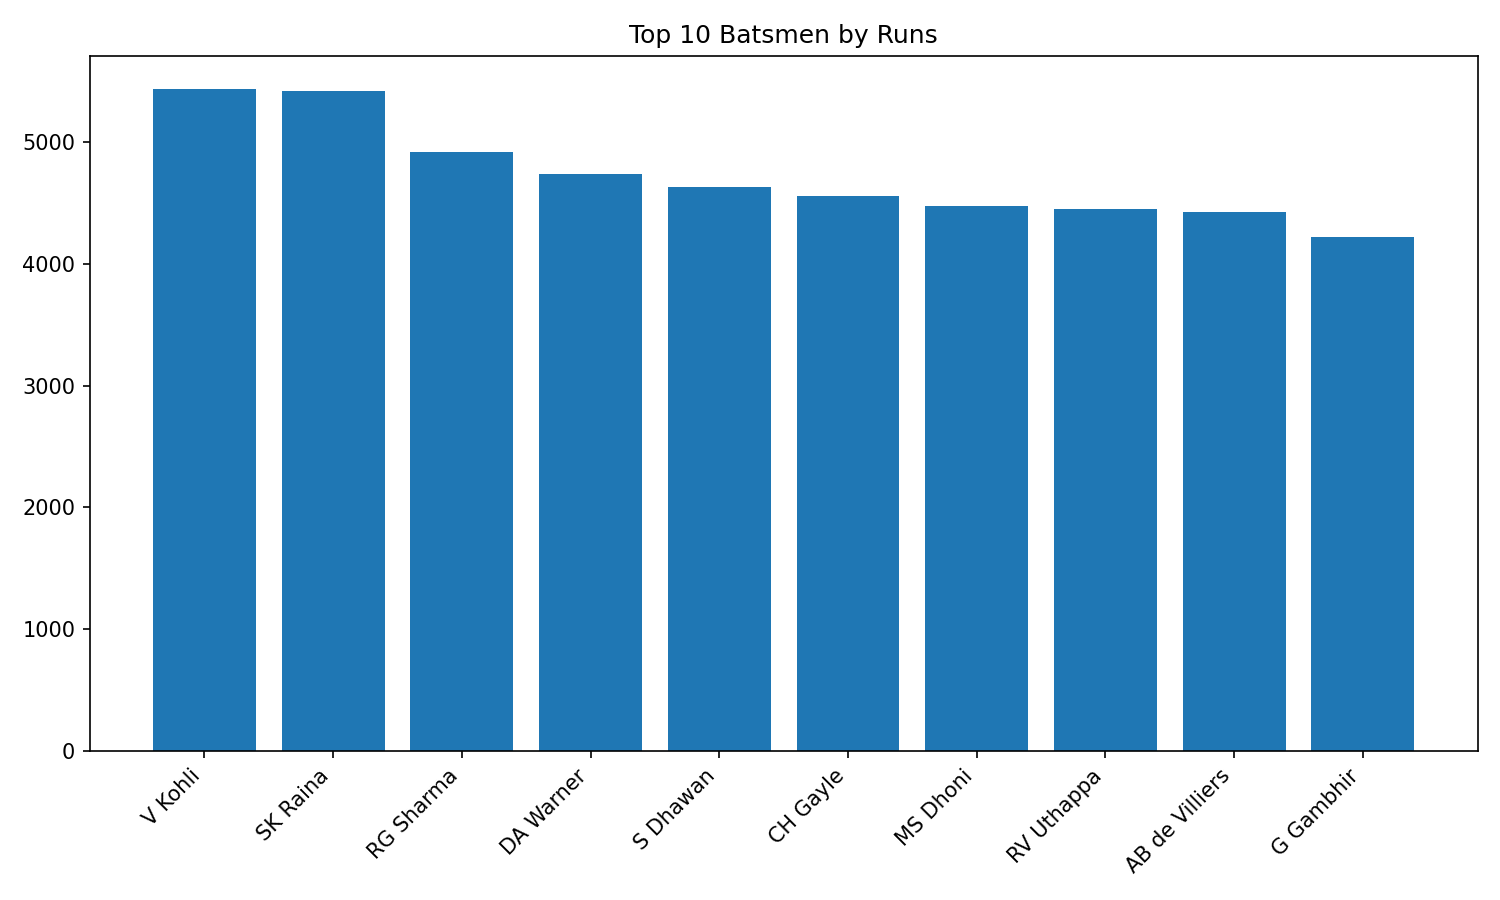 Top 10 Batsmen by Runs
5000
4000
3000
2000
1000
0
V Kohli
SK Raina
RG Sharma
DA Warner
S Dhawan
CH Gayle
MS Dhoni
RV Uthappa
AB de Villiers
G Gambhir